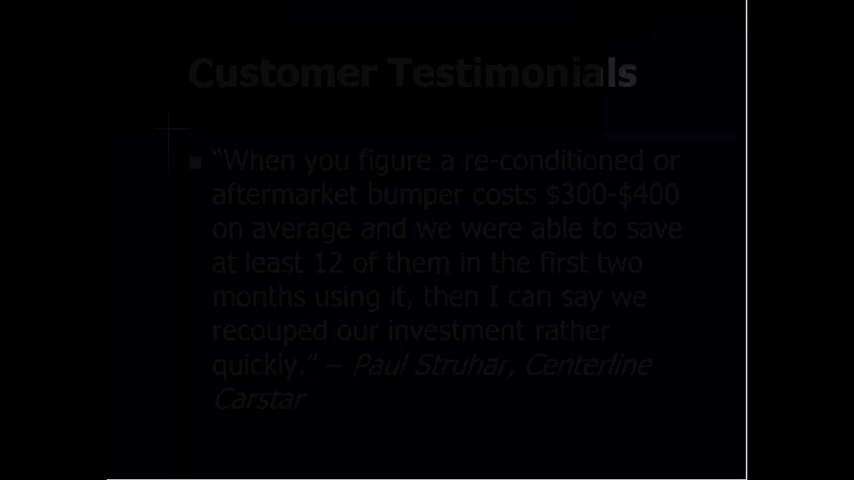 Customer Testimonials
"When you figure a re-conditioned or
aftermarket bumper costs $300-$400
on average and we were able to save
at least 12 of them in the first two
months using it, then I can say we
recouped our investment rather
quickly." – Paul Struhar, Centerline
Carstar